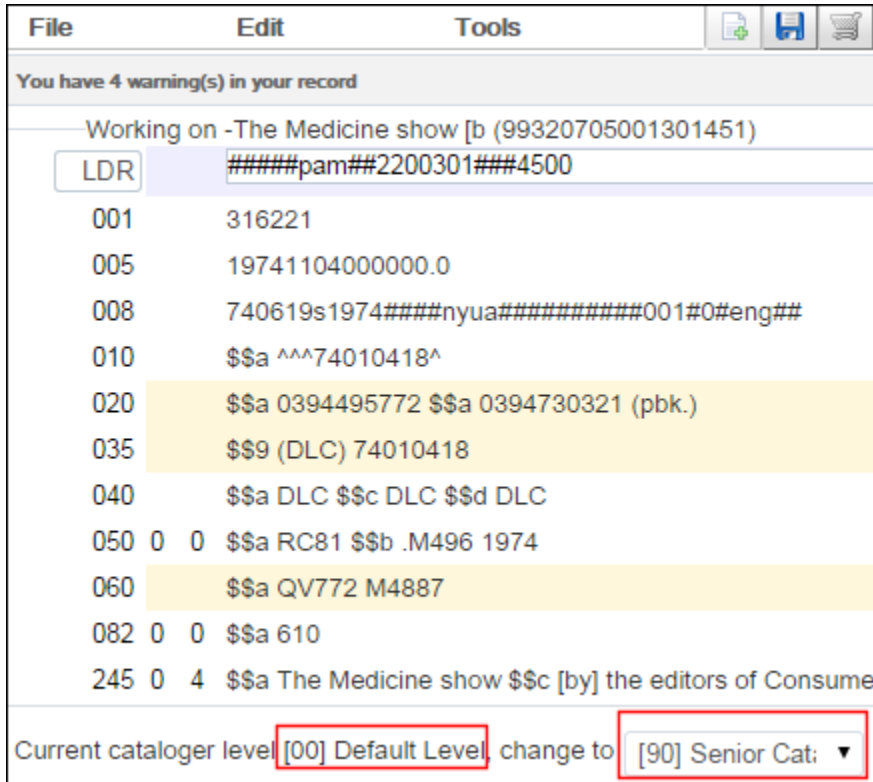 File Edit Tools
You have 4 warning(s) in your record
Working on -The Medicine show [b (99320705001301451)
LDR #####pam##2200301###4500
001 316221
005 19741104000000.0
008 740619s1974####nyua##########001#0#eng##
010 $$a ^^^74010418^
020 $$a 0394495772 $$a 0394730321 (pbk.)
035 $$9 (DLC) 74010418
040 $$a DLC $$c DLC $$d DLC
050 0 0 $$a RC81 $$b .M496 1974
060 $$a QV772 M4887
082 0 0 $$a 610
245 0 4 $$a The Medicine show $$c [by] the editors of Consume
Current cataloger level [00] Default Level, change to [90] Senior Cata